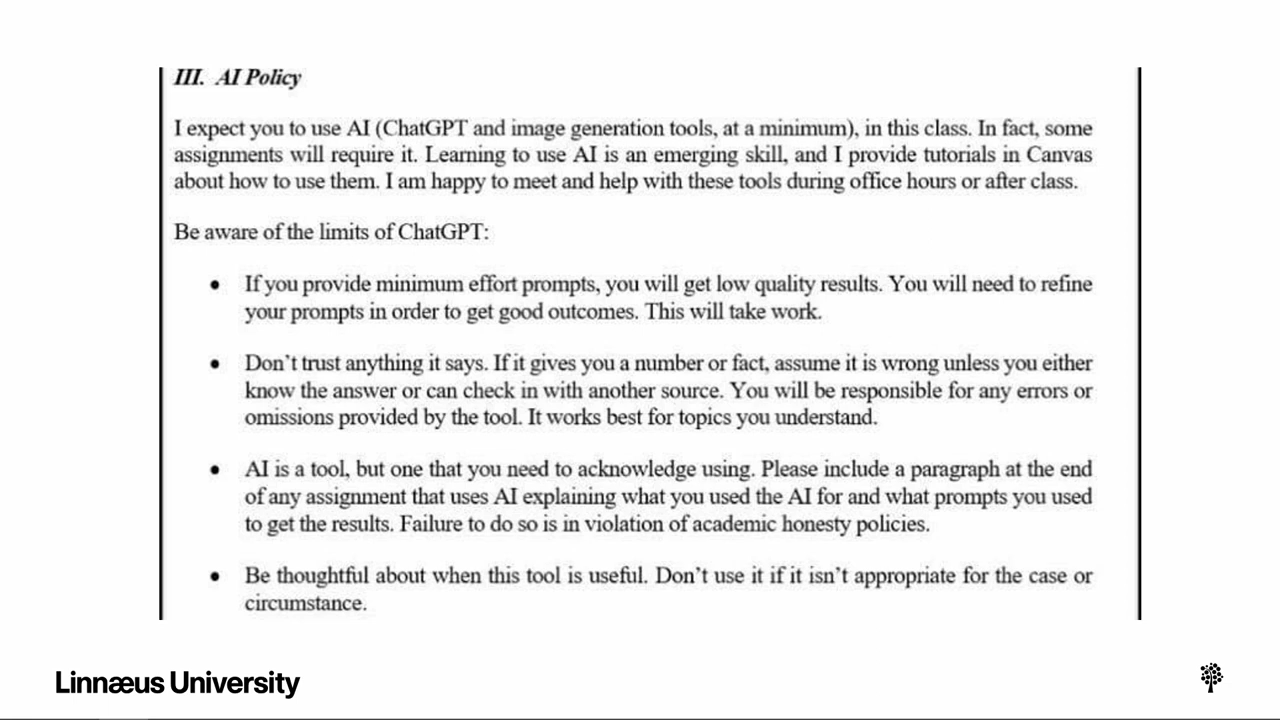 III. AI Policy
I expect you to use AI (ChatGPT and image generation tools, at a minimum), in this class. In fact, some
assignments will require it. Learning to use AI is an emerging skill, and I provide tutorials in Canvas
about how to use them. I am happy to meet and help with these tools during office hours or after class.
Be aware of the limits of ChatGPT:
• If you provide minimum effort prompts, you will get low quality results. You will need to refine
your prompts in order to get good outcomes. This will take work.
• Don't trust anything it says. If it gives you a number or fact, assume it is wrong unless you either
know the answer or can check in with another source. You will be responsible for any errors or
omissions provided by the tool. It works best for topics you understand.
• AI is a tool, but one that you need to acknowledge using. Please include a paragraph at the end
of any assignment that uses AI explaining what you used the AI for and what prompts you used
to get the results. Failure to do so is in violation of academic honesty policies.
• Be thoughtful about when this tool is useful. Don't use it if it isn't appropriate for the case or
circumstance.
Linnæus University